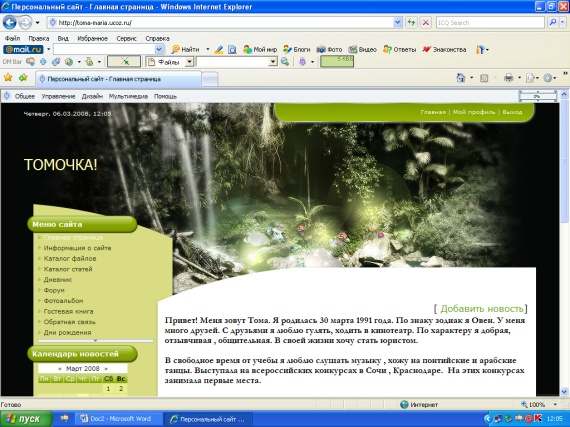 Персональный сайт - Главная страница - Windows Internet Explorer
http://toma-maria.ucoz.ru/
ICQ Search
Файл Правка Вид Избранное Сервис Справка
@mail.ru Найти Мой мир Блоги Фото Видео Ответы Знакомства
DM Bar Файлы 5 КБ/с
Персональный сайт - Главная страница
Общее Управление Дизайн Мультимедиа Помощь
0%
Четверг, 06.03.2008, 12:05
Главная | Мой профиль | Выход
ТОМОЧКА!
Меню сайта
Главная страница
Информация о сайте
Каталог файлов
Каталог статей
Дневник
Форум
Фотоальбом
Гостевая книга
Обратная связь
Дни рождения
[ Добавить новость]
Привет! Меня зовут Тома. Я родилась 30 марта 1991 года. По знаку зодиак я Овен. У меня
много друзей. С друзьями я люблю гулять, ходить в кинотеатр. По характеру я добрая,
отзывчивая , общительная. В своей жизни хочу стать юристом.
В свободное время от учебы я люблю слушать музыку , хожу на понтийские и арабские
танцы. Выступала на всероссийских конкурсах в Сочи , Краснодаре. На этих конкурсах
занимала первые места.
Календарь новостей
« Март 2008 »
Пн Вт Ср Чт Пт Сб Вс
1 2
Готово
Интернет
100%
пуск
Doc2 - Microsoft Word
Персональный сайт ...
12:05